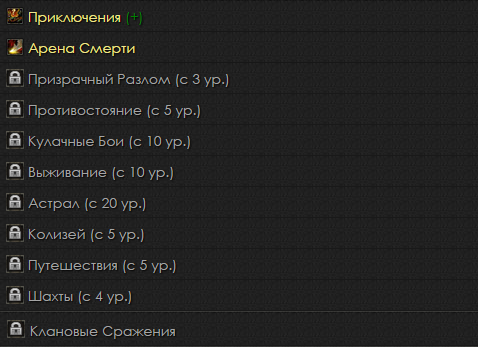 Приключения (+)
Арена Смерти
Призрачный Разлом (с 3 ур.)
Противостояние (с 5 ур.)
Кулачные Бои (с 10 ур.)
Выживание (с 10 ур.)
Астрал (с 20 ур.)
Колизей (с 5 ур.)
Путешествия (с 5 ур.)
Шахты (с 4 ур.)
Клановые Сражения